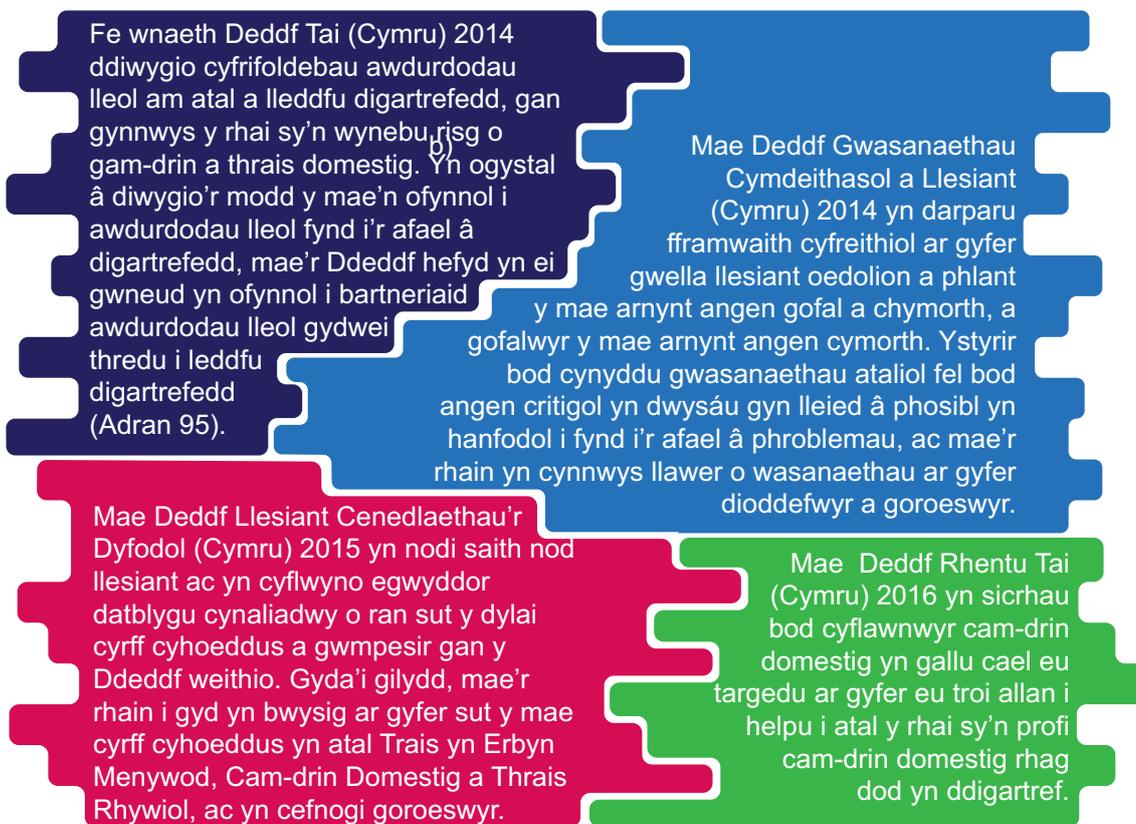 Fe wnaeth Deddf Tai (Cymru) 2014
ddiwygio cyfrifoldebau awdurdodau
lleol am atal a lleddfu digartrefedd, gan
gynnwys y rhai sy’n wynebu risg o
b)
gam-drin a thrais domestig. Yn ogystal
â diwygio’r modd y mae’n ofynnol i
awdurdodau lleol fynd i’r afael â
digartrefedd, mae’r Ddeddf hefyd yn ei
gwneud yn ofynnol i bartneriaid
awdurdodau lleol gydwei
thredu i leddfu
digartrefedd
(Adran 95).
Mae Deddf Gwasanaethau
Cymdeithasol a Llesiant
(Cymru) 2014 yn darparu
fframwaith cyfreithiol ar gyfer
gwella llesiant oedolion a phlant
y mae arnynt angen gofal a chymorth, a
gofalwyr y mae arnynt angen cymorth. Ystyrir
bod cynyddu gwasanaethau ataliol fel bod
angen critigol yn dwysáu gyn lleied â phosibl yn
hanfodol i fynd i’r afael â phroblemau, ac mae’r
rhain yn cynnwys llawer o wasanaethau ar gyfer
dioddefwyr a goroeswyr.
Mae Deddf Llesiant Cenedlaethau’r
Dyfodol (Cymru) 2015 yn nodi saith nod
llesiant ac yn cyflwyno egwyddor
datblygu cynaliadwy o ran sut y dylai
cyrff cyhoeddus a gwmpesir gan y
Ddeddf weithio. Gyda’i gilydd, mae’r
rhain i gyd yn bwysig ar gyfer sut y mae
cyrff cyhoeddus yn atal Trais yn Erbyn
Menywod, Cam-drin Domestig a Thrais
Rhywiol, ac yn cefnogi goroeswyr.
Mae  Deddf Rhentu Tai
(Cymru) 2016 yn sicrhau
bod cyflawnwyr cam-drin
domestig yn gallu cael eu
targedu ar gyfer eu troi allan i
helpu i atal y rhai sy’n profi
cam-drin domestig rhag
dod yn ddigartref.